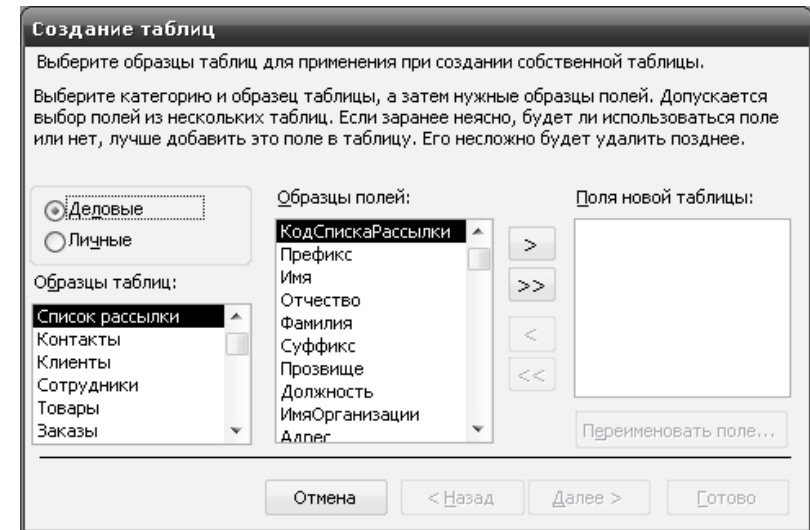 Создание таблиц
Выберите образцы таблиц для применения при создании собственной таблицы.
Выберите категорию и образец таблицы, а затем нужные образцы полей. Допускается
выбор полей из нескольких таблиц. Если заранее неясно, будет ли использоваться поле
или нет, лучше добавить это поле в таблицу. Его несложно будет удалить позднее.
Деловые
Личные
Образцы таблиц:
Список рассылки
Контакты
Клиенты
Сотрудники
Товары
Заказы
Образцы полей:
КодСпискаРассылки
Префикс
Имя
Отчество
Фамилия
Суффикс
Прозвище
Должность
ИмяОрганизации
Адрес
>
>>
<
<<
Поля новой таблицы:
Переименовать поле...
Отмена
< Назад
Далее >
Готово